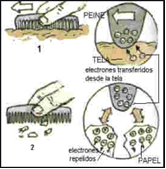 PEINE
1
TELA
electrones transferidos
desde la tela
2
electrones
repelidos
PAPEL